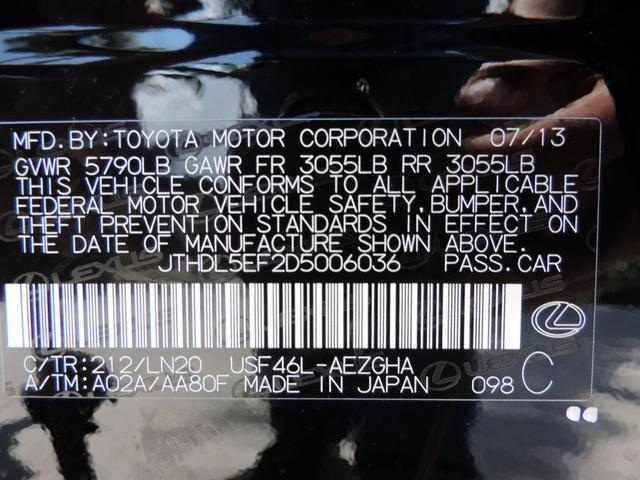 MFD.BY:TOYOTA MOTOR CORPORATION 07/13
GVWR 5790LB GAWR FR 3055LB RR 3055LB
THIS VEHICLE CONFORMS TO ALL APPLICABLE
FEDERAL MOTOR VEHICLE SAFETY,BUMPER,AND
THEFT PREVENTION STANDARDS IN EFFECT ON
THE DATE OF MANUFACTURE SHOWN ABOVE.
JTHDL5EF2D5006036 PASS.CAR
C/TR:212/LN20 USF46L-AEZGHA
A/TM:A02A/AA80F MADE IN JAPAN 098 C